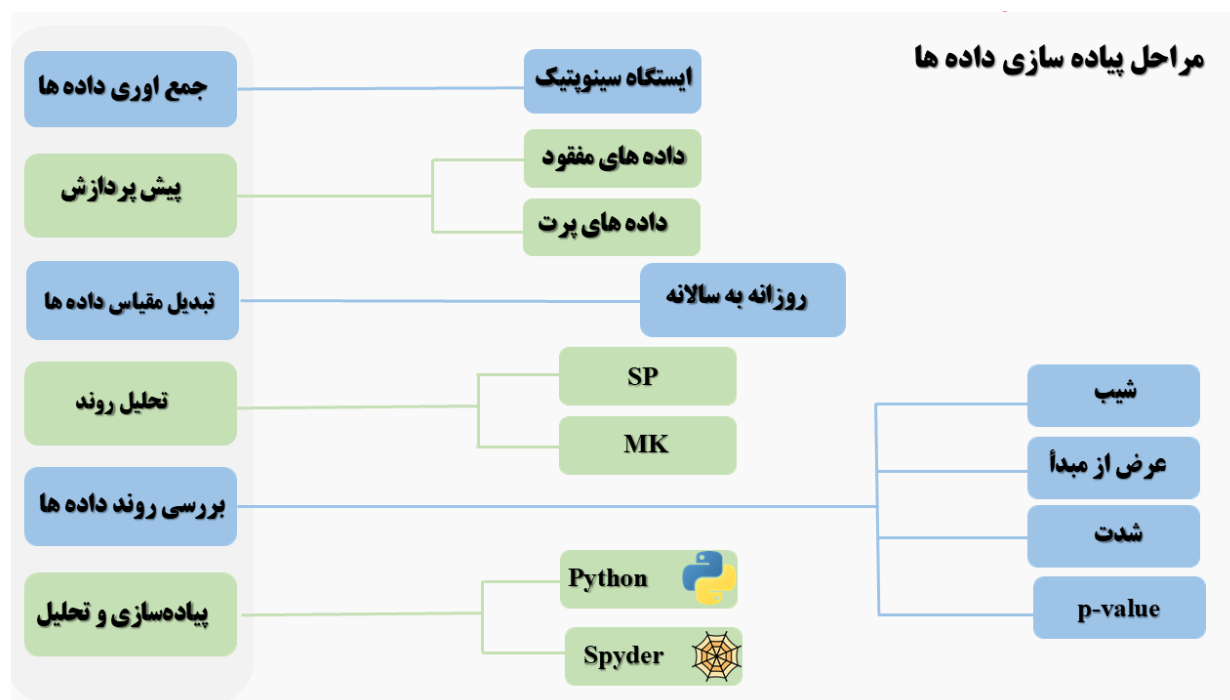 مراحل پیاده سازی داده ها
جمع اوری داده ها
ایستگاه سینوپتیک
پیش پردازش
داده های مفقود
داده های پرت
تبدیل مقیاس داده ها
روزانه به سالانه
تحلیل روند
SP
MK
بررسی روند داده ها
شیب
عرض از مبدأ
شدت
p-value
پیاده‌سازی و تحلیل
Python
Spyder